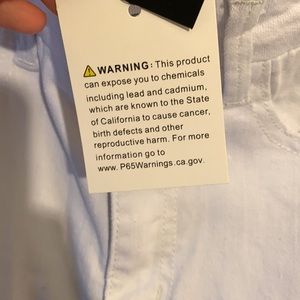 ⚠ WARNING: This product
can expose you to chemicals
including lead and cadmium,
which are known to the State
of California to cause cancer,
birth defects and other
reproductive harm. For more
information go to
www.P65Warnings.ca.gov.